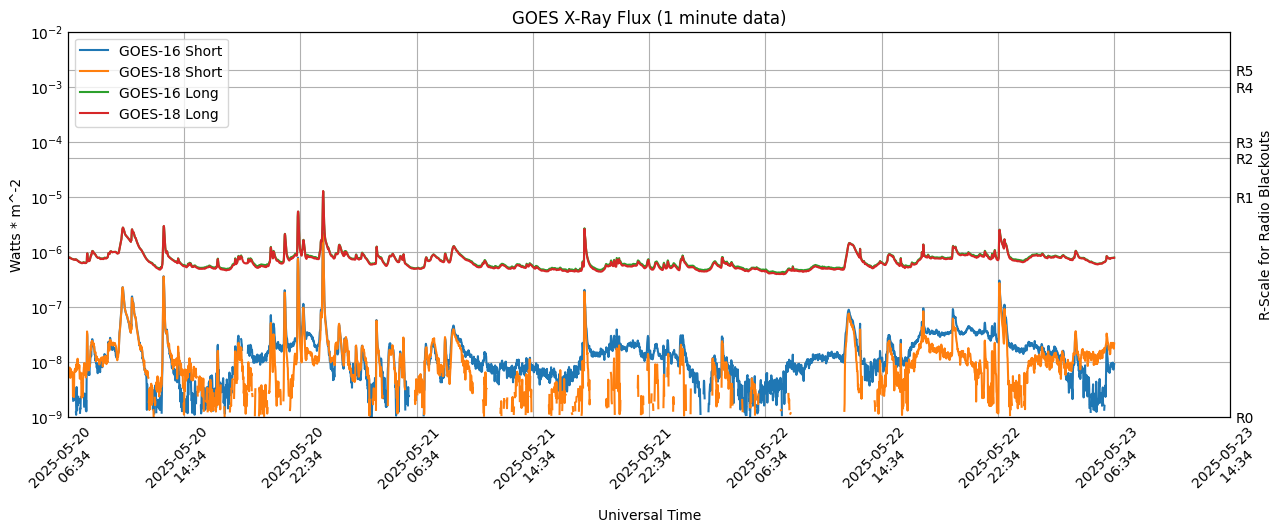 GOES X-Ray Flux (1 minute data)
GOES-16 Short
GOES-18 Short
GOES-16 Long
GOES-18 Long
10^-2
10^-3
10^-4
10^-5
10^-6
10^-7
10^-8
10^-9
Watts * m^-2
R5
R4
R3
R2
R1
R0
R-Scale for Radio Blackouts
2025-05-20
06:34
2025-05-20
14:34
2025-05-20
22:34
2025-05-21
06:34
2025-05-21
14:34
2025-05-21
22:34
2025-05-22
06:34
2025-05-22
14:34
2025-05-22
22:34
2025-05-23
06:34
2025-05-23
14:34
Universal Time